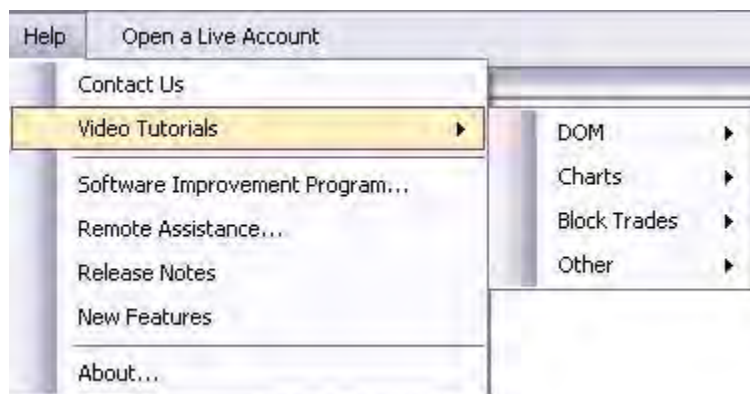 Help Open a Live Account
Contact Us
Video Tutorials
Software Improvement Program...
Remote Assistance...
Release Notes
New Features
About...
DOM
Charts
Block Trades
Other